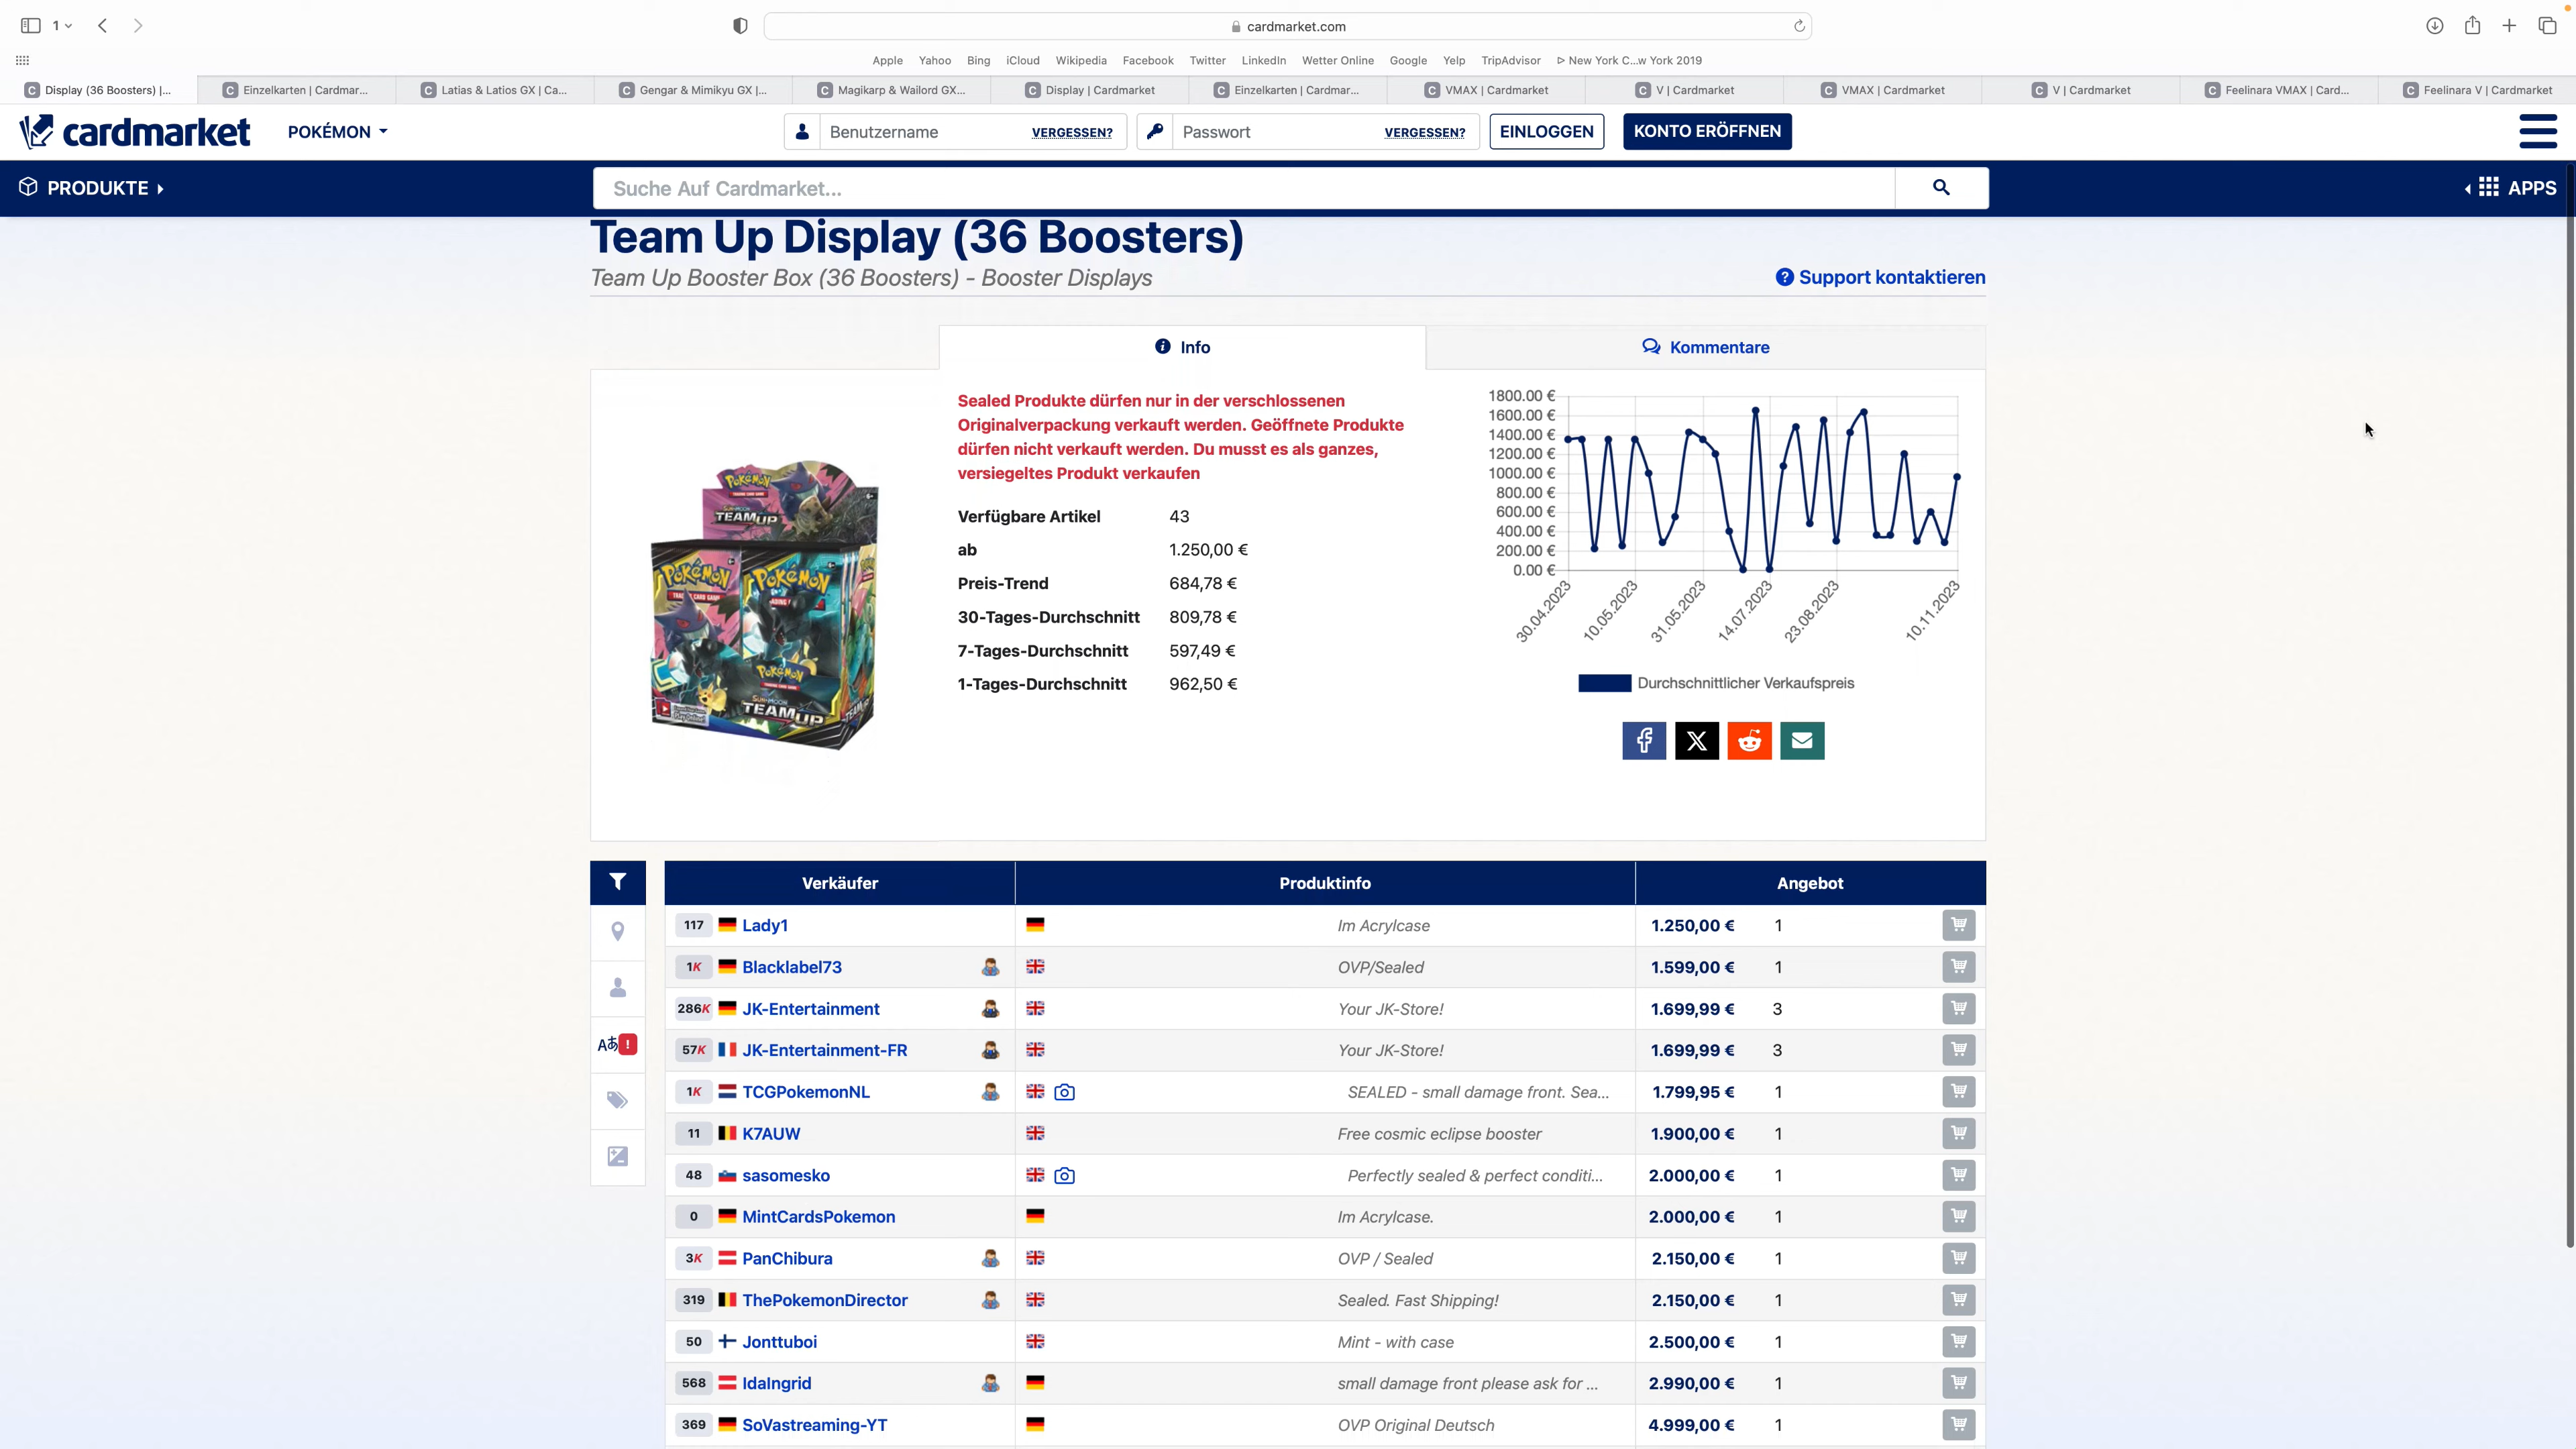 1
cardmarket.com
Apple Yahoo Bing iCloud Wikipedia Facebook Twitter LinkedIn Wetter Online Google Yelp TripAdvisor ᐅ New York C...w York 2019
Display (36 Boosters) |... Einzelkarten | Cardmar... Latias & Latios GX | Ca... Gengar & Mimikyu GX |... Magikarp & Wailord GX... Display | Cardmarket Einzelkarten | Cardmar... VMAX | Cardmarket V | Cardmarket VMAX | Cardmarket V | Cardmarket Feelinara VMAX | Card... Feelinara V | Cardmarket
cardmarket POKÉMON Benutzername VERGESSEN? Passwort VERGESSEN? EINLOGGEN KONTO ERÖFFNEN
PRODUKTE Suche Auf Cardmarket... APPS
Team Up Display (36 Boosters)
Team Up Booster Box (36 Boosters) - Booster Displays
Support kontaktieren
Info
Kommentare
Sealed Produkte dürfen nur in der verschlossenen
Originalverpackung verkauft werden. Geöffnete Produkte
dürfen nicht verkauft werden. Du musst es als ganzes,
versiegeltes Produkt verkaufen
Verfügbare Artikel 43
ab 1.250,00 €
Preis-Trend 684,78 €
30-Tages-Durchschnitt 809,78 €
7-Tages-Durchschnitt 597,49 €
1-Tages-Durchschnitt 962,50 €
POKéMON
TEAM UP
POKéMON
POKéMON
POKéMON
SUN & MOON
TEAM UP
1800.00 €
1600.00 €
1400.00 €
1200.00 €
1000.00 €
800.00 €
600.00 €
400.00 €
200.00 €
0.00 €
30.04.2023
10.05.2023
31.05.2023
14.07.2023
23.08.2023
10.11.2023
Durchschnittlicher Verkaufspreis
Verkäufer Produktinfo Angebot
117 Lady1 Im Acrylcase 1.250,00 € 1
1K Blacklabel73 OVP/Sealed 1.599,00 € 1
286K JK-Entertainment Your JK-Store! 1.699,99 € 3
57K JK-Entertainment-FR Your JK-Store! 1.699,99 € 3
1K TCGPokemonNL SEALED - small damage front. Sea... 1.799,95 € 1
11 K7AUW Free cosmic eclipse booster 1.900,00 € 1
48 sasomesko Perfectly sealed & perfect conditi... 2.000,00 € 1
0 MintCardsPokemon Im Acrylcase. 2.000,00 € 1
3K PanChibura OVP / Sealed 2.150,00 € 1
319 ThePokemonDirector Sealed. Fast Shipping! 2.150,00 € 1
50 Jonttuboi Mint - with case 2.500,00 € 1
568 IdaIngrid small damage front please ask for ... 2.990,00 € 1
369 SoVastreaming-YT OVP Original Deutsch 4.999,00 € 1
Aあ !